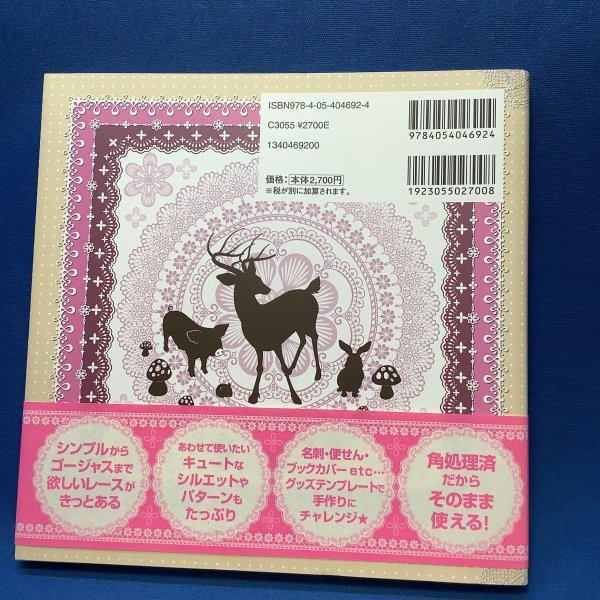 ISBN978-4-05-404692-4
C3055 ¥2700E
1340469200
価格：本体2,700円
※税が別に加算されます。
9784054046924
1923055027008
シンプルから
ゴージャスまで
欲しいレースが
きっとある
あわせて使いたい
キュートな
シルエットや
パターンも
たっぷり
名刺・便せん・
ブックカバーetc…
グッズテンプレートで
手作りに
チャレンジ★
角処理済
だから
そのまま
使える！